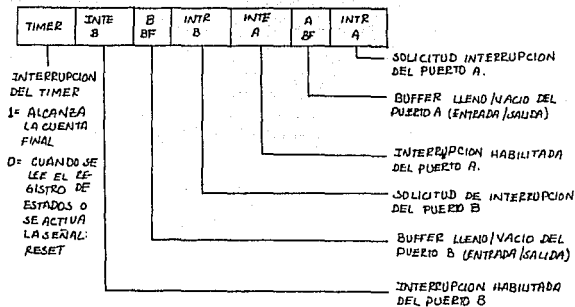 TIMER
INTE B
B BF
INTR B
INTE A
A BF
INTR A
SOLICITUD INTERRUPCION
DEL PUERTO A.
INTERRUPCION
DEL TIMER
1= ALCANZA
LA CUENTA
FINAL
0= CUANDO SE
LEE EL RE-
GISTRO DE
ESTADOS O
SE ACTIVA
LA SEÑAL:
RESET
BUFFER LLENO/VACIO DEL
PUERTO A (ENTRADA/SALIDA)
INTERRUPCION HABILITADA
DEL PUERTO A.
SOLICITUD DE INTERRUPCION
DEL PUERTO B
BUFFER LLENO/VACIO DEL
PUERTO B (ENTRADA/SALIDA)
INTERRUPCION HABILITADA
DEL PUERTO B